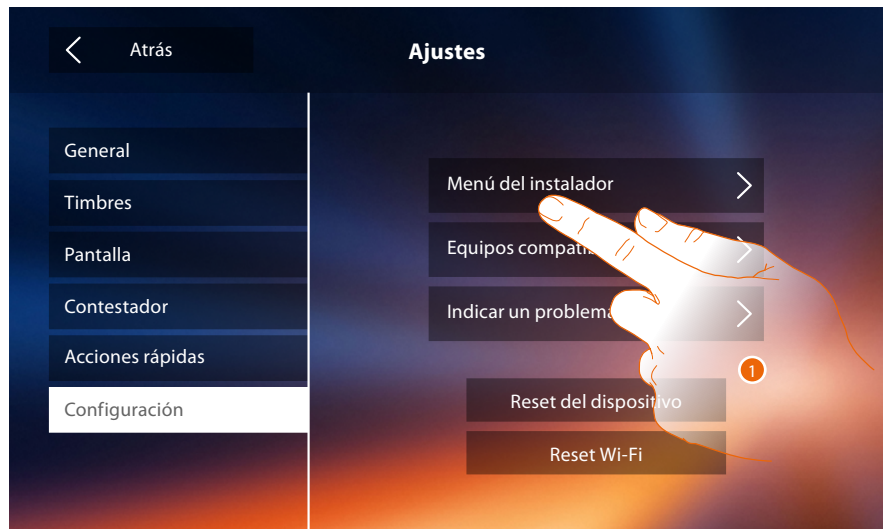 Atrás
Ajustes
General
Timbres
Pantalla
Contestador
Acciones rápidas
Configuración
Menú del instalador
Equipos
Indicar un problema
1
Reset del dispositivo
Reset Wi-Fi